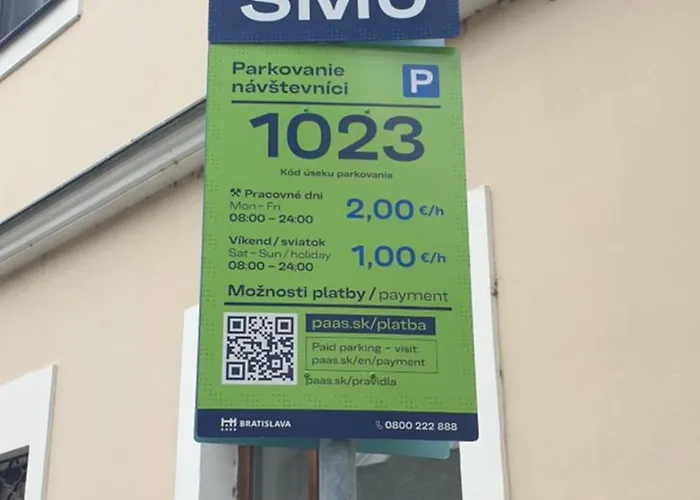 SMU
Parkovanie
návštevníci
P
1023
Kód úseku parkovania
Pracovné dni
Mon – Fri
08:00 – 24:00
2,00 €/h
Víkend / sviatok
Sat – Sun / holiday
08:00 – 24:00
1,00 €/h
Možnosti platby / payment
paas.sk/platba
Paid parking – visit
paas.sk/en/payment
paas.sk/pravidla
BRATISLAVA
0800 222 888